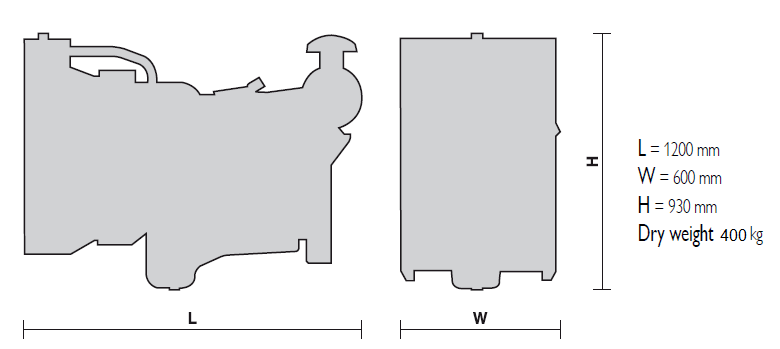 H
L = 1200 mm
W = 600 mm
H = 930 mm
Dry weight 400 kg
L
W